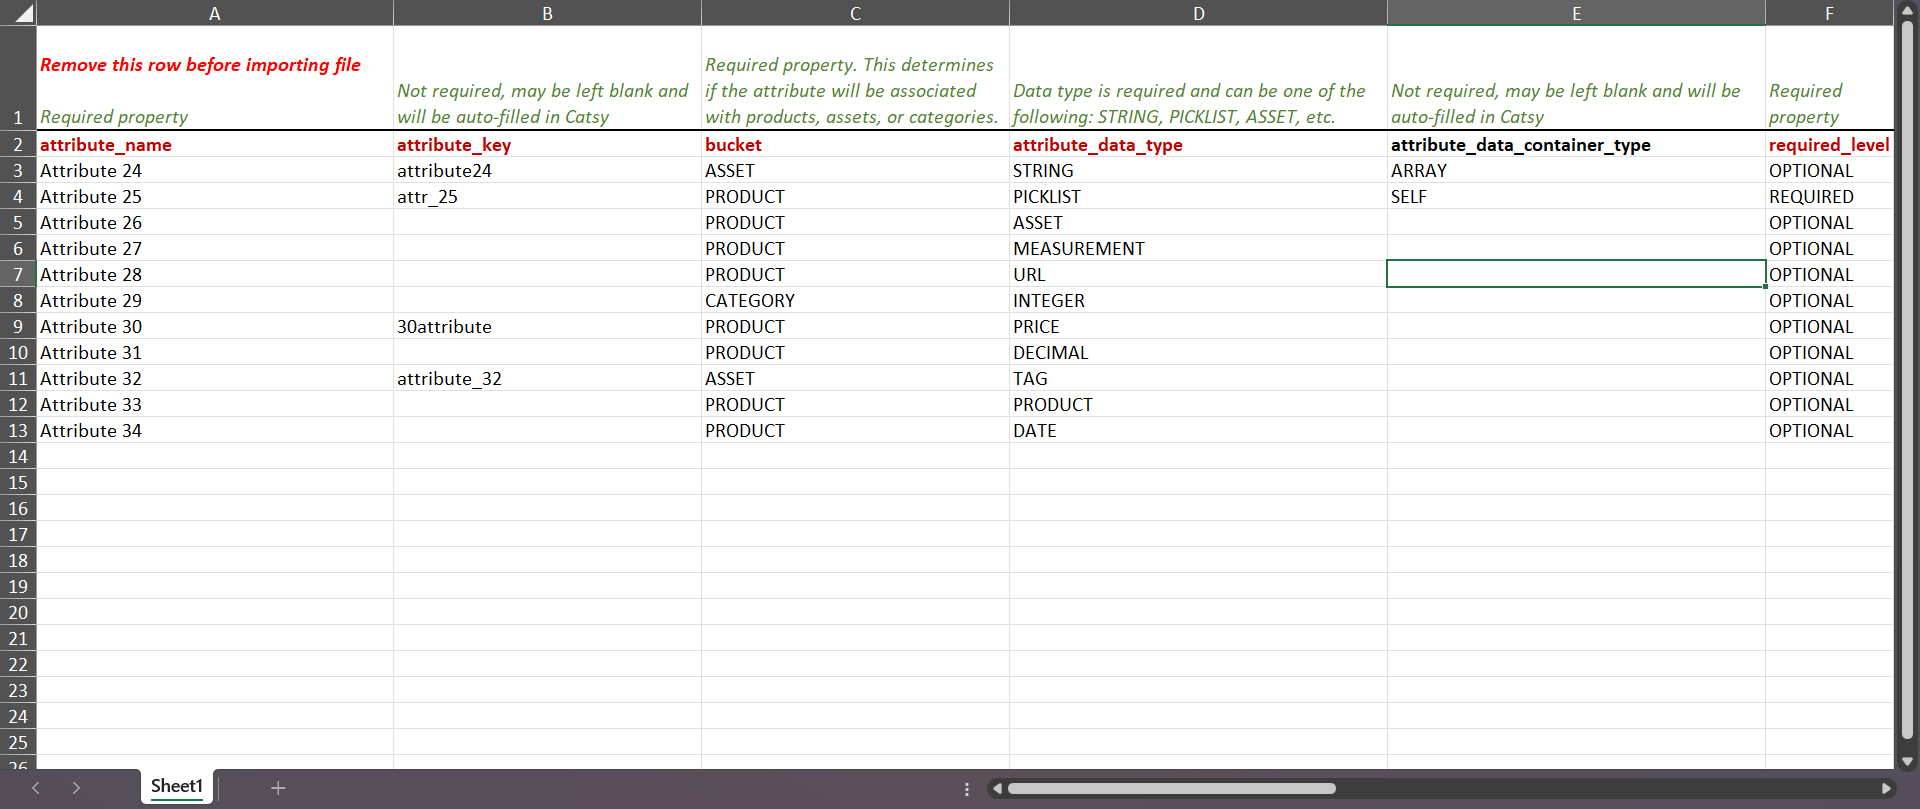 A B C D E F
1
Remove this row before importing file
Required property
Not required, may be left blank and
will be auto-filled in Catsy
Required property. This determines
if the attribute will be associated
with products, assets, or categories.
Data type is required and can be one of the
following: STRING, PICKLIST, ASSET, etc.
Not required, may be left blank and will be
auto-filled in Catsy
Required
property
2 attribute_name attribute_key bucket attribute_data_type attribute_data_container_type required_level
3 Attribute 24 attribute24 ASSET STRING ARRAY OPTIONAL
4 Attribute 25 attr_25 PRODUCT PICKLIST SELF REQUIRED
5 Attribute 26 PRODUCT ASSET OPTIONAL
6 Attribute 27 PRODUCT MEASUREMENT OPTIONAL
7 Attribute 28 PRODUCT URL OPTIONAL
8 Attribute 29 CATEGORY INTEGER OPTIONAL
9 Attribute 30 30attribute PRODUCT PRICE OPTIONAL
10 Attribute 31 PRODUCT DECIMAL OPTIONAL
11 Attribute 32 attribute_32 ASSET TAG OPTIONAL
12 Attribute 33 PRODUCT PRODUCT OPTIONAL
13 Attribute 34 PRODUCT DATE OPTIONAL
14
15
16
17
18
19
20
21
22
23
24
25
26
Sheet1